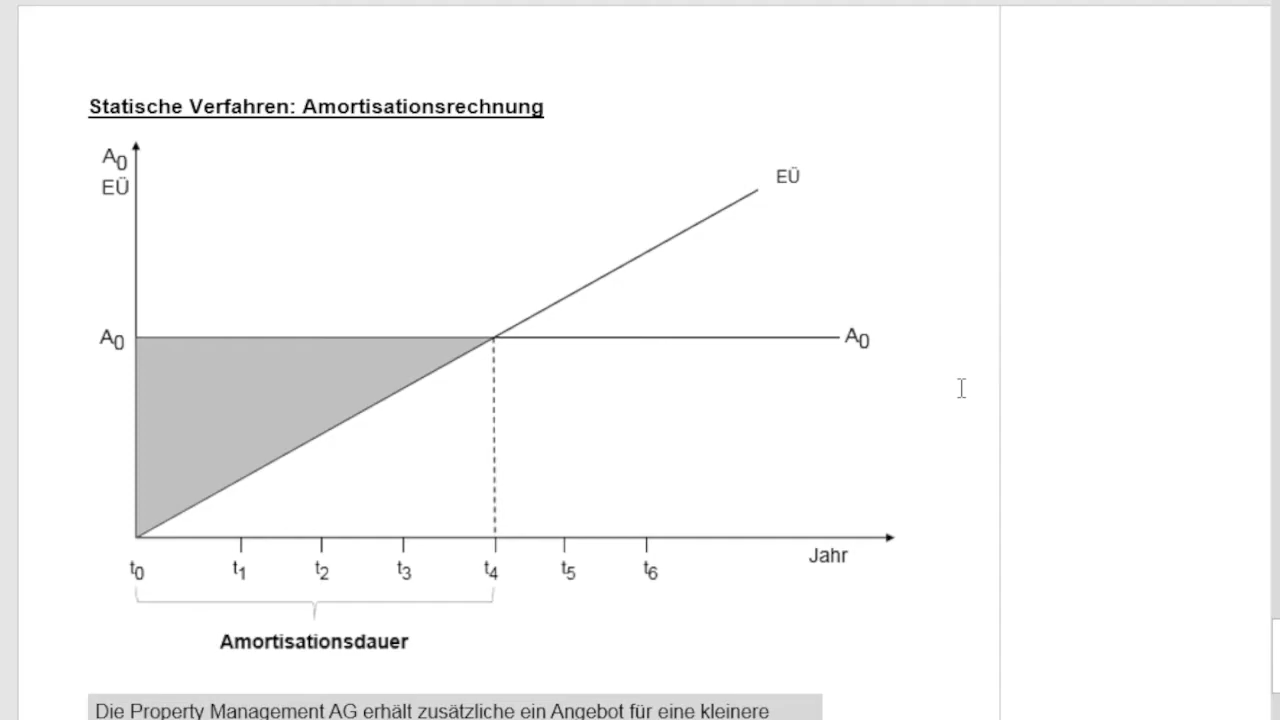 Statische Verfahren: Amortisationsrechnung
A0
EÜ
EÜ
A0
A0
Jahr
t0 t1 t2 t3 t4 t5 t6
Amortisationsdauer
Die Property Management AG erhält zusätzliche ein Angebot für eine kleinere